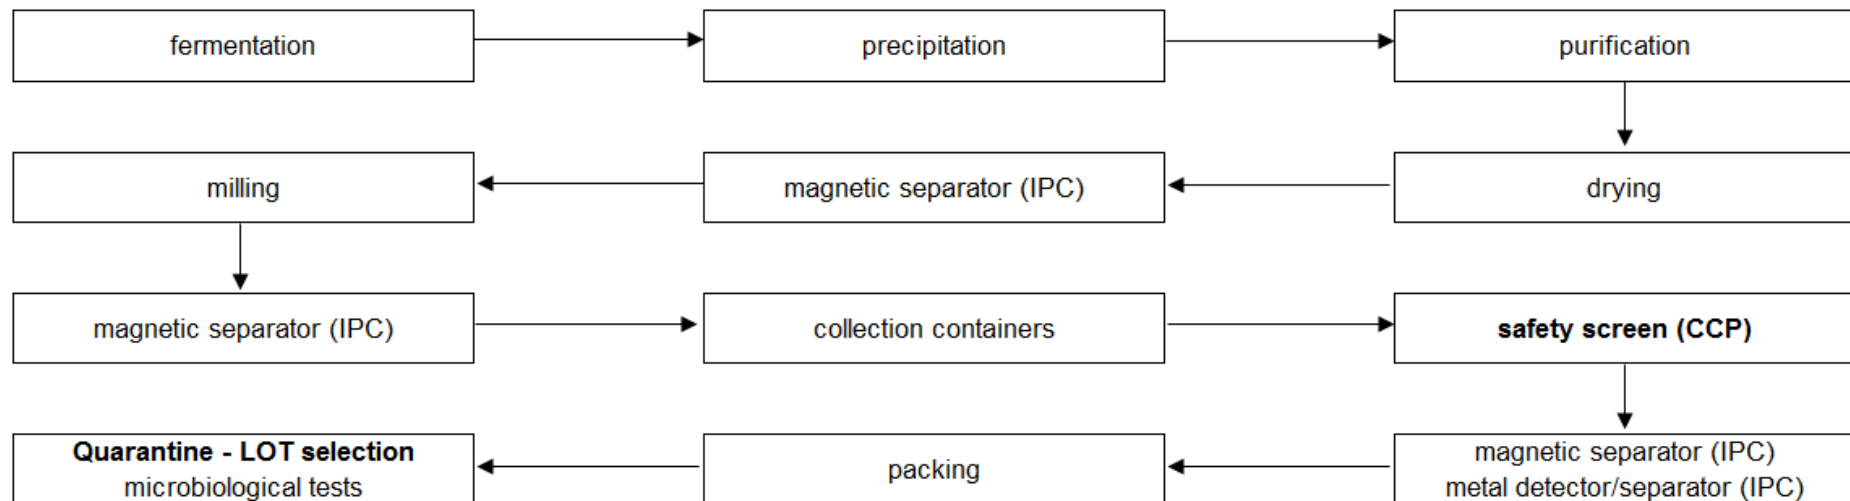 fermentation
precipitation
purification
milling
magnetic separator (IPC)
drying
magnetic separator (IPC)
collection containers
safety screen (CCP)
Quarantine - LOT selection
microbiological tests
packing
magnetic separator (IPC)
metal detector/separator (IPC)